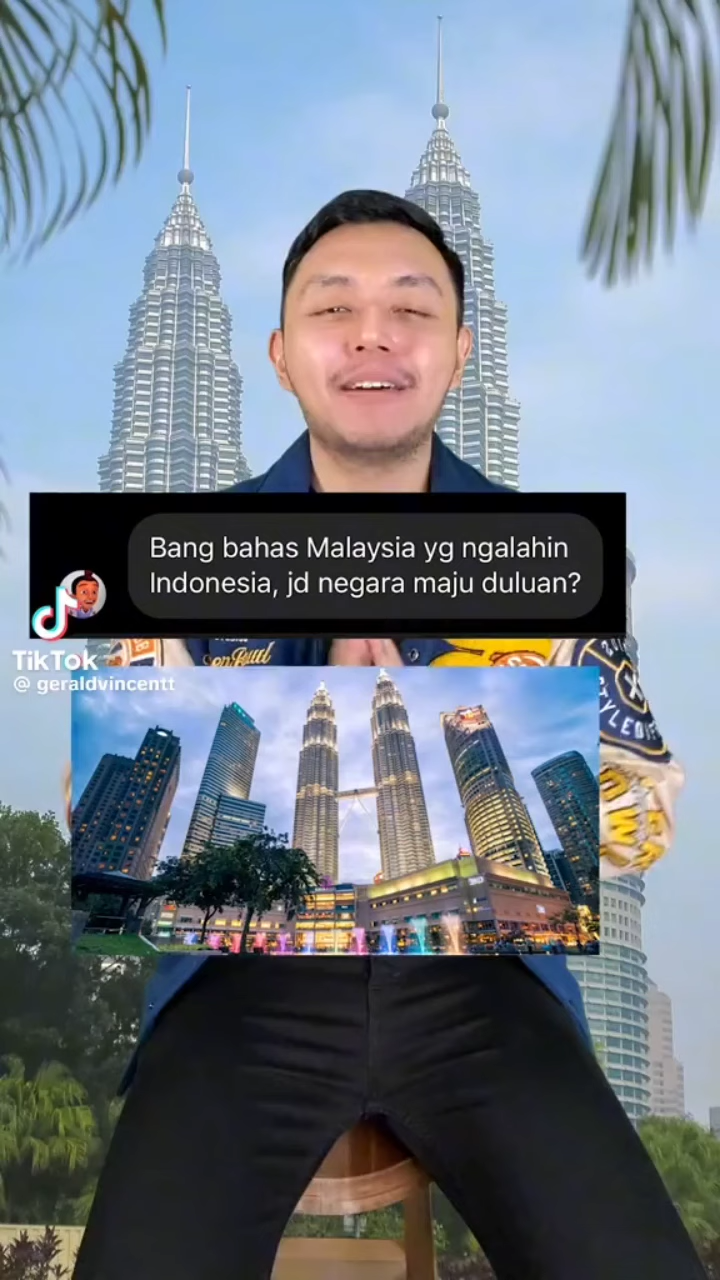 Bang bahas Malaysia yg ngalahin
Indonesia, jd negara maju duluan?
TikTok
@ geraldvincentt